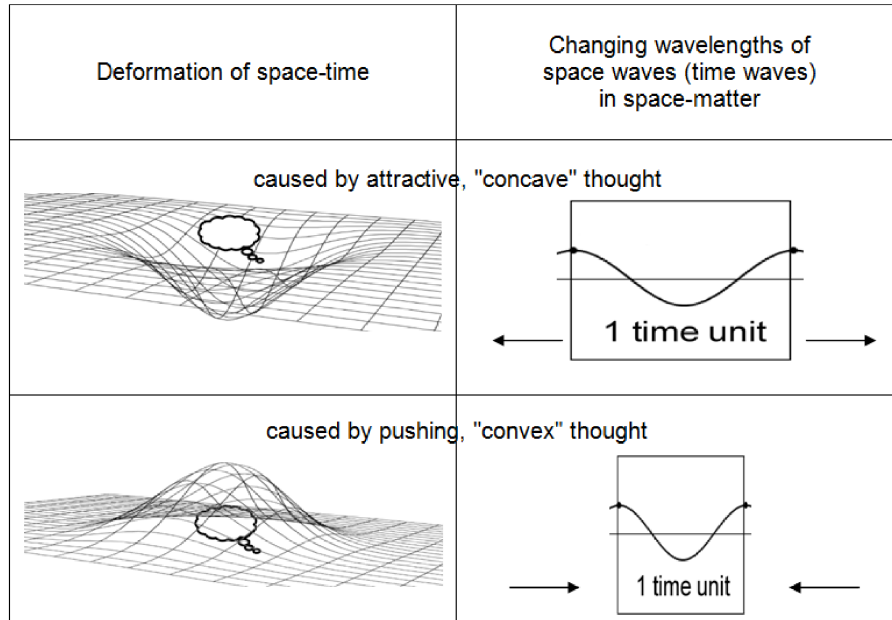 Deformation of space-time
Changing wavelengths of
space waves (time waves)
in space-matter
caused by attractive, "concave" thought
1 time unit
caused by pushing, "convex" thought
1 time unit